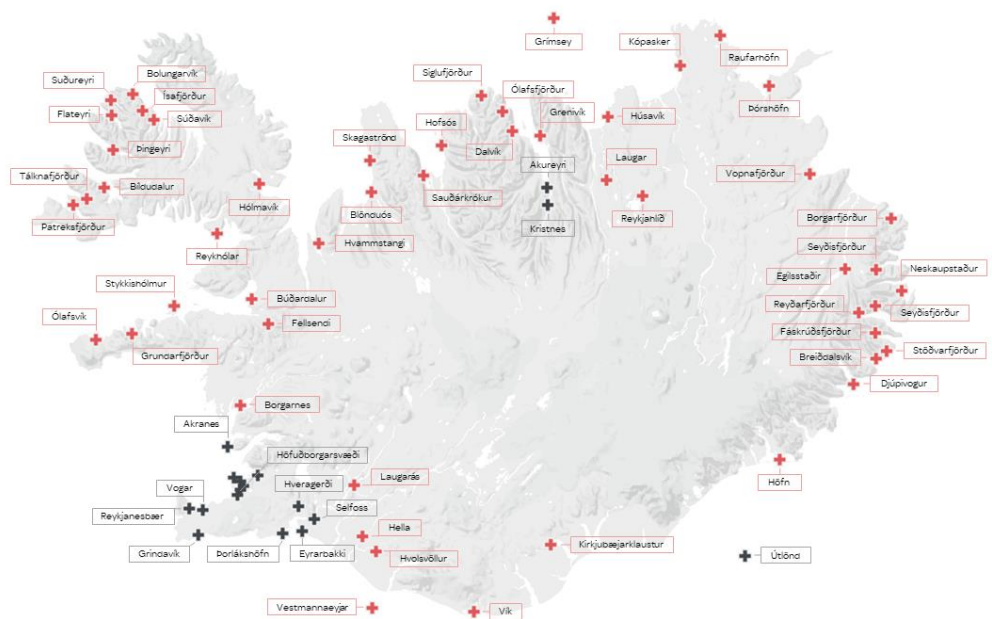 Grímsey
Kópasker
Raufarhöfn
Suðureyri
Bolungarvík
Siglufjörður
Ísafjörður
Ólafsfjörður
Þórshöfn
Flateyri
Súðavík
Hofsós
Grenivík
Húsavík
Skagaströnd
Þingeyri
Dalvík
Laugar
Akureyri
Tálknafjörður
Bíldudalur
Vopnafjörður
Sauðárkrókur
Hólmavík
Reykjahlíð
Patreksfjörður
Blönduós
Kristnes
Borgarfjörður
Hvammstangi
Reykhólar
Seyðisfjörður
Egilsstaðir
Neskaupstaður
Stykkishólmur
Búðardalur
Reyðarfjörður
Seyðisfjörður
Ólafsvík
Fellsendi
Fáskrúðsfjörður
Grundarfjörður
Breiðdalsvík
Stöðvarfjörður
Djúpivogur
Borgarnes
Akranes
Höfuðborgarsvæði
Laugarás
Höfn
Vogar
Hveragerði
Reykjanesbær
Selfoss
Hella
Grindavík
Þorlákshöfn
Eyrarbakki
Hvolsvöllur
Kirkjubæjarklaustur
Útlönd
Vestmannaeyjar
Vík